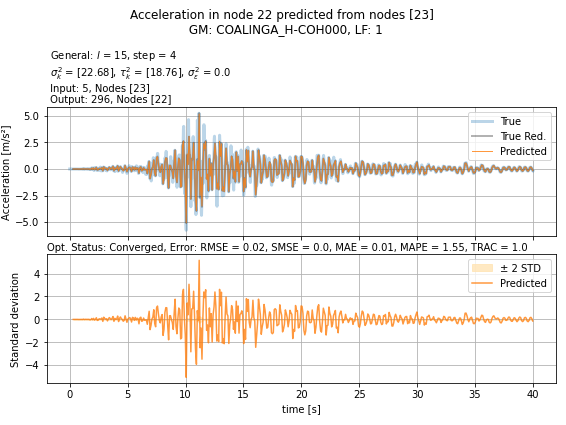 Acceleration in node 22 predicted from nodes [23]
GM: COALINGA_H-COH000, LF: 1
General: l = 15, step = 4
σ²ₖ = [22.68], τ²ₖ = [18.76], σ²ε = 0.0
Input: 5, Nodes [23]
Output: 296, Nodes [22]
Acceleration [m/s²]
5.0
2.5
0.0
−2.5
−5.0
True
True Red.
Predicted
Opt. Status: Converged, Error: RMSE = 0.02, SMSE = 0.0, MAE = 0.01, MAPE = 1.55, TRAC = 1.0
Standard deviation
4
2
0
−2
−4
± 2 STD
Predicted
0 5 10 15 20 25 30 35 40
time [s]